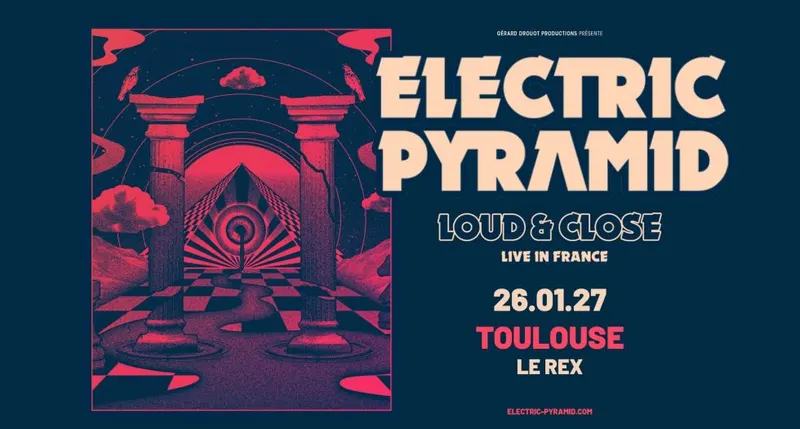 GÉRARD DROUOT PRODUCTIONS PRÉSENTE
ELECTRIC
PYRAMID
LOUD & CLOSE
LIVE IN FRANCE
26.01.27
TOULOUSE
LE REX
ELECTRIC-PYRAMID.COM